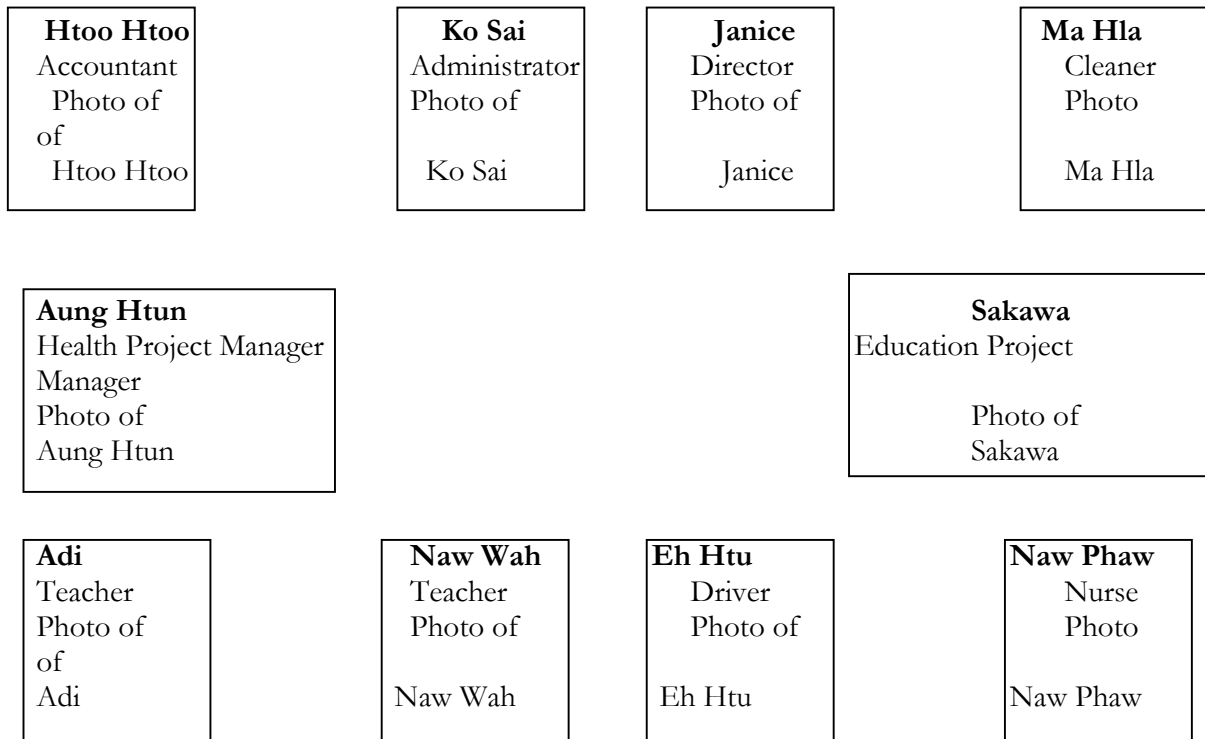 Htoo Htoo
Accountant
Photo of
of
Htoo Htoo
Ko Sai
Administrator
Photo of
Ko Sai
Janice
Director
Photo of
Janice
Ma Hla
Cleaner
Photo
Ma Hla
Aung Htun
Health Project Manager
Manager
Photo of
Aung Htun
Sakawa
Education Project
Photo of
Sakawa
Adi
Teacher
Photo of
of
Adi
Naw Wah
Teacher
Photo of
Naw Wah
Eh Htu
Driver
Photo of
Eh Htu
Naw Phaw
Nurse
Photo
Naw Phaw